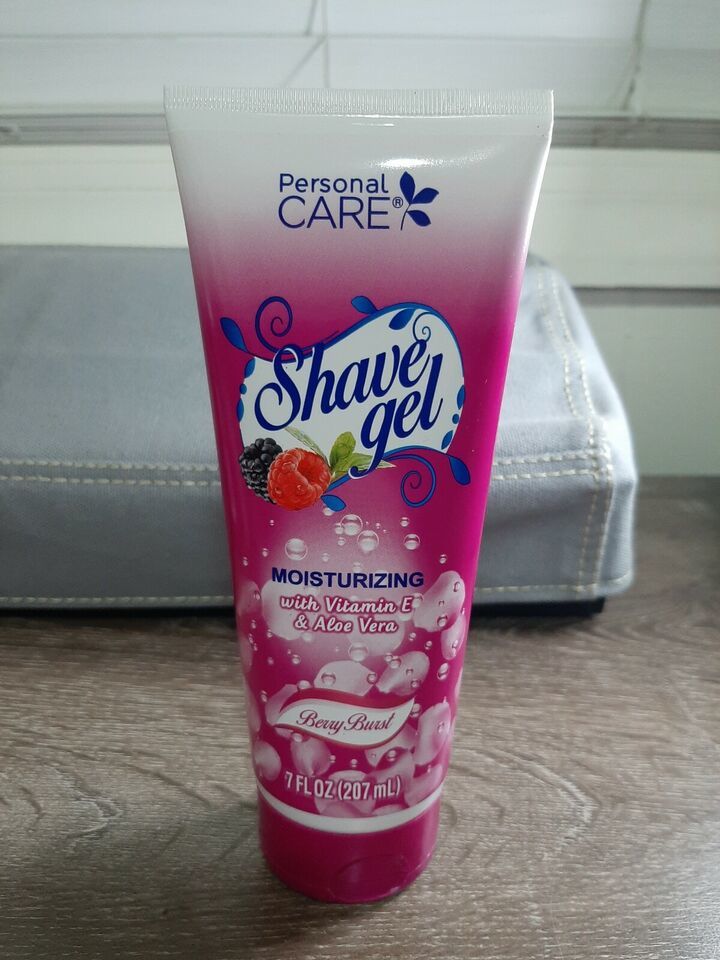 Personal
CARE®
Shave
gel
MOISTURIZING
with Vitamin E
& Aloe Vera
Berry Burst
7 FL OZ (207 mL)